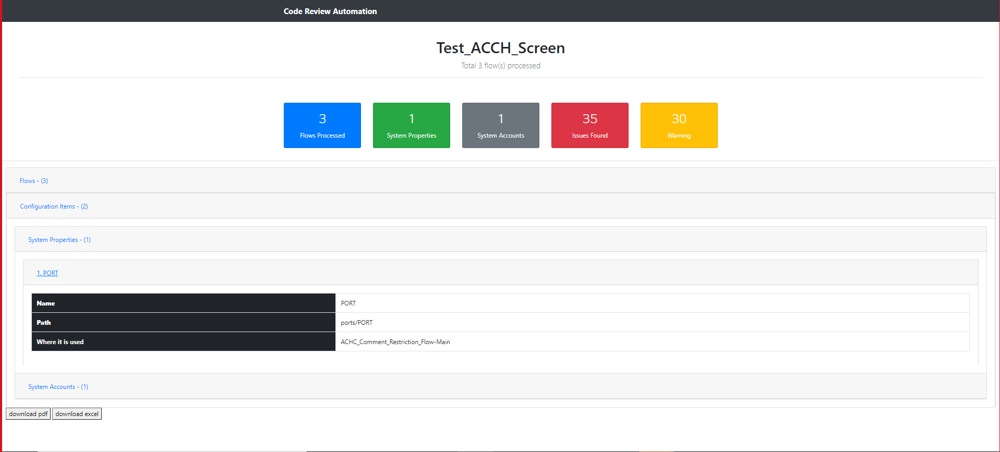 Code Review Automation
Test_ACCH_Screen
Total 3 flow(s) processed
3
Flows Processed
1
System Properties
1
System Accounts
35
Issues Found
30
Warning
Flows - (3)
Configuration Items - (2)
System Properties - (1)
1. PORT
Name PORT
Path ports/PORT
Where it is used ACHC_Comment_Restriction_Flow-Main
System Accounts - (1)
download pdf download excel